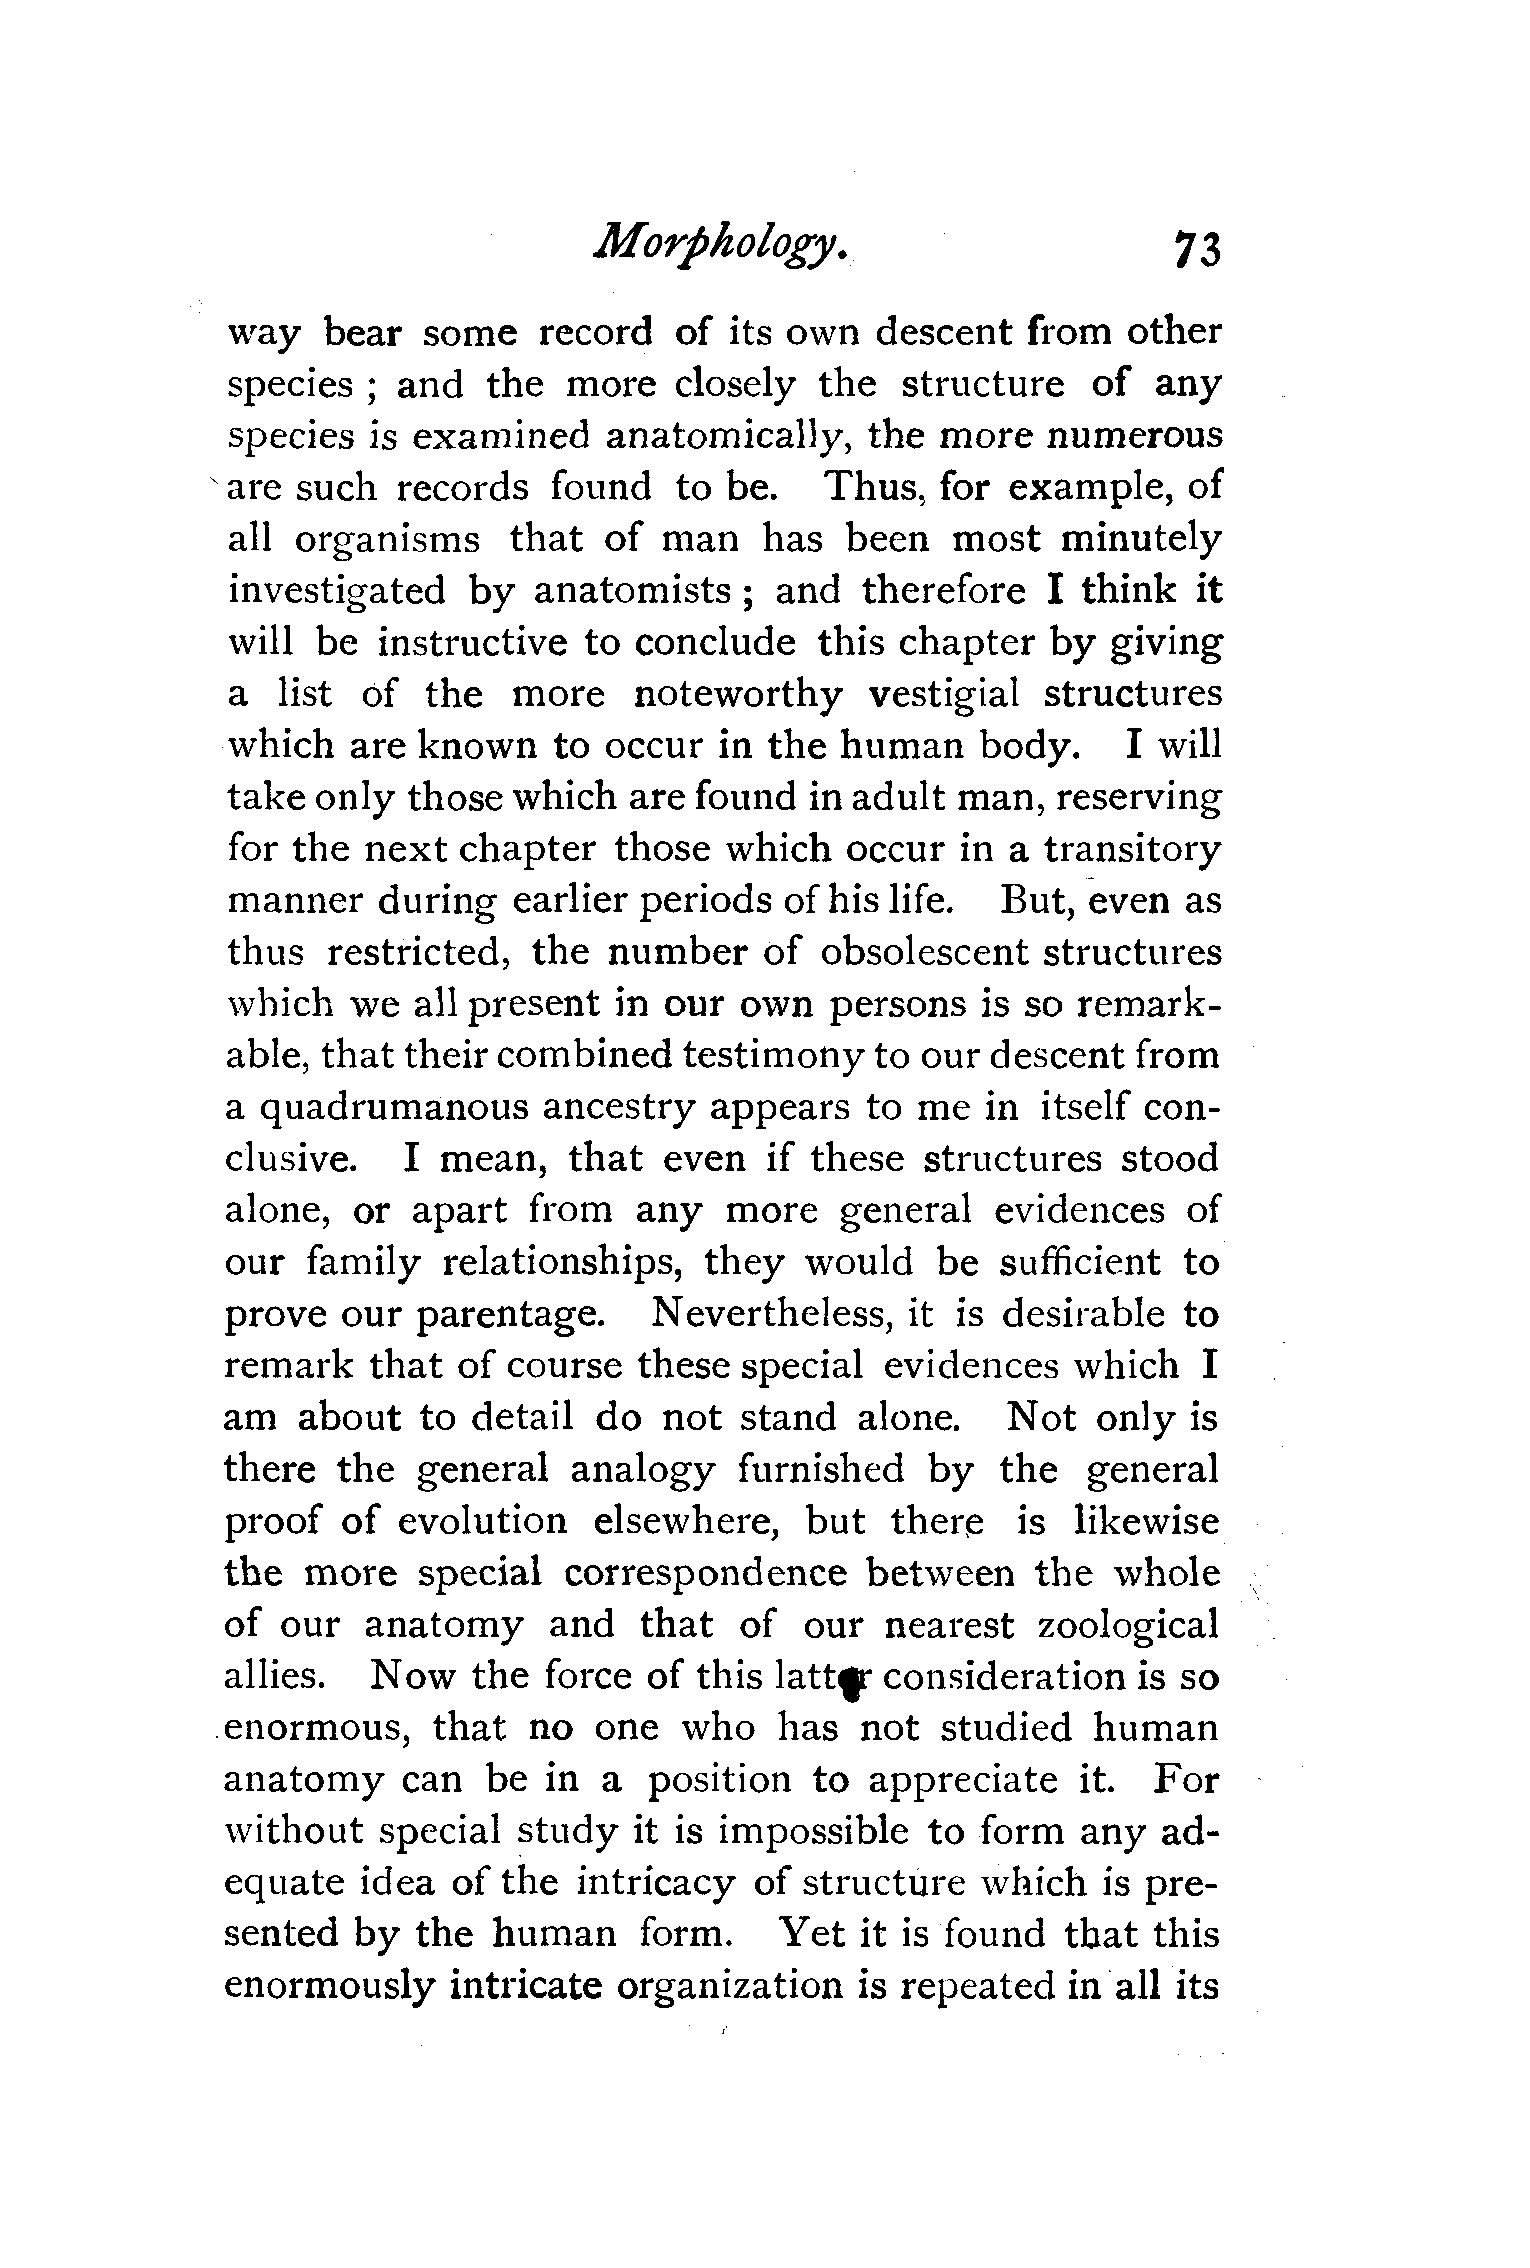 Morphology. 73
way bear some record of its own descent from other
species ; and the more closely the structure of any
species is examined anatomically, the more numerous
are such records found to be. Thus, for example, of
all organisms that of man has been most minutely
investigated by anatomists ; and therefore I think it
will be instructive to conclude this chapter by giving
a list of the more noteworthy vestigial structures
which are known to occur in the human body. I will
take only those which are found in adult man, reserving
for the next chapter those which occur in a transitory
manner during earlier periods of his life. But, even as
thus restricted, the number of obsolescent structures
which we all present in our own persons is so remark-
able, that their combined testimony to our descent from
a quadrumanous ancestry appears to me in itself con-
clusive. I mean, that even if these structures stood
alone, or apart from any more general evidences of
our family relationships, they would be sufficient to
prove our parentage. Nevertheless, it is desirable to
remark that of course these special evidences which I
am about to detail do not stand alone. Not only is
there the general analogy furnished by the general
proof of evolution elsewhere, but there is likewise
the more special correspondence between the whole
of our anatomy and that of our nearest zoological
allies. Now the force of this latter consideration is so
enormous, that no one who has not studied human
anatomy can be in a position to appreciate it. For
without special study it is impossible to form any ad-
equate idea of the intricacy of structure which is pre-
sented by the human form. Yet it is found that this
enormously intricate organization is repeated in all its